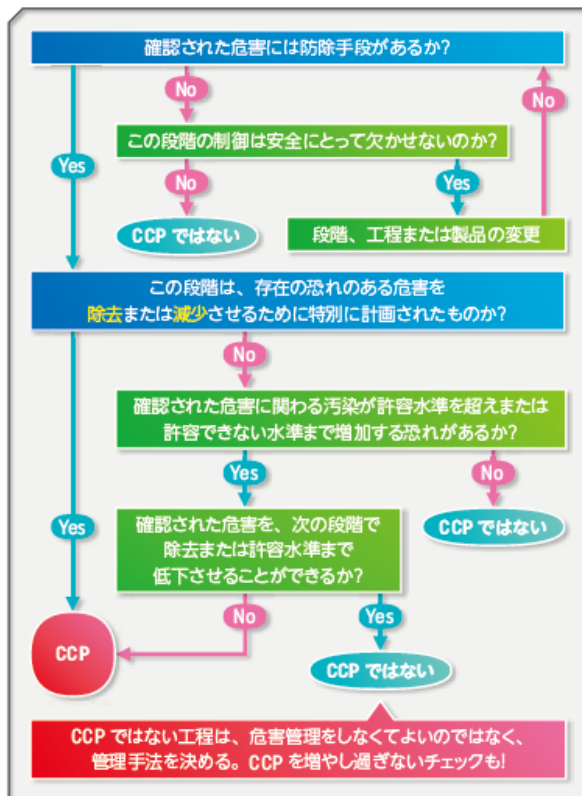 確認された危害には防除手段があるか?
No
No
この段階の制御は安全にとって欠かせないのか?
Yes
No
Yes
CCP ではない
段階、工程または製品の変更
この段階は、存在の恐れのある危害を
除去または減少させるために特別に計画されたものか?
No
確認された危害に関わる汚染が許容水準を超えまたは
許容できない水準まで増加する恐れがあるか?
Yes
No
Yes
確認された危害を、次の段階で
除去または許容水準まで
低下させることができるか?
CCP ではない
No
Yes
CCP
CCP ではない
CCP ではない工程は、危害管理をしなくてよいのではなく、
管理手法を決める。CCP を増やし過ぎないチェックも!